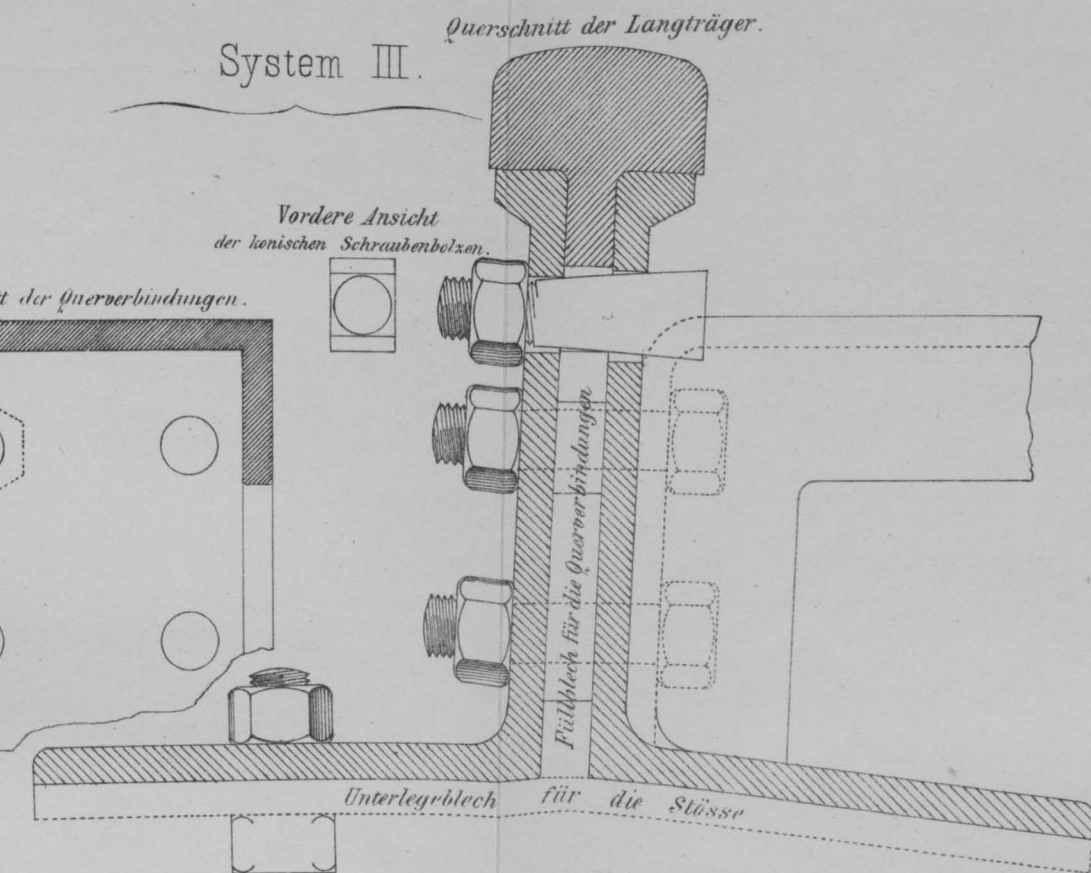 Querschnitt der Langträger.
System III.
Vordere Ansicht
der konischen Schraubenbolzen.
der Querverbindungen.
Füllblech für die Querverbindungen
Unterlegeblech für die Stösse